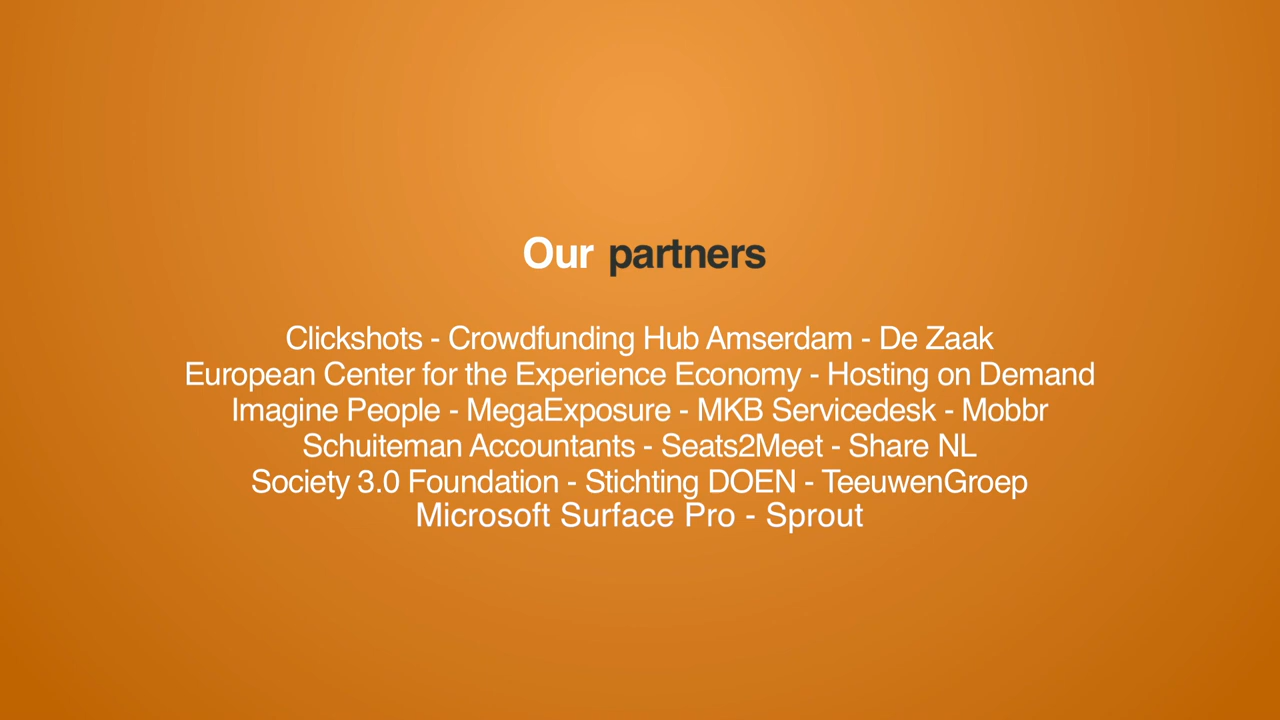 Our partners
Clickshots - Crowdfunding Hub Amserdam - De Zaak
European Center for the Experience Economy - Hosting on Demand
Imagine People - MegaExposure - MKB Servicedesk - Mobbr
Schuiteman Accountants - Seats2Meet - Share NL
Society 3.0 Foundation - Stichting DOEN - TeeuwenGroep
Microsoft Surface Pro - Sprout